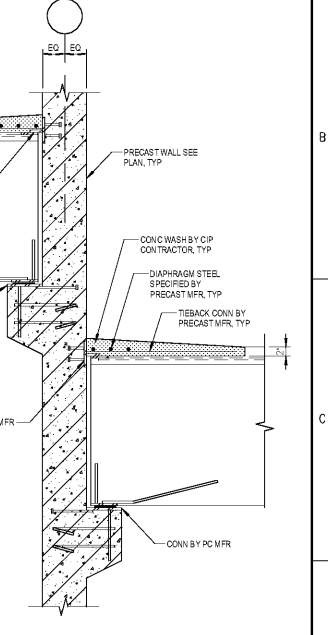 EQ EQ
B
PRECAST WALL SEE
PLAN, TYP
CONC WASH BY CIP
CONTRACTOR, TYP
DIAPHRAGM STEEL
SPECIFIED BY
PRECAST MFR, TYP
TIEBACK CONN BY
PRECAST MFR, TYP
2"
MFR
C
CONN BY PC MFR